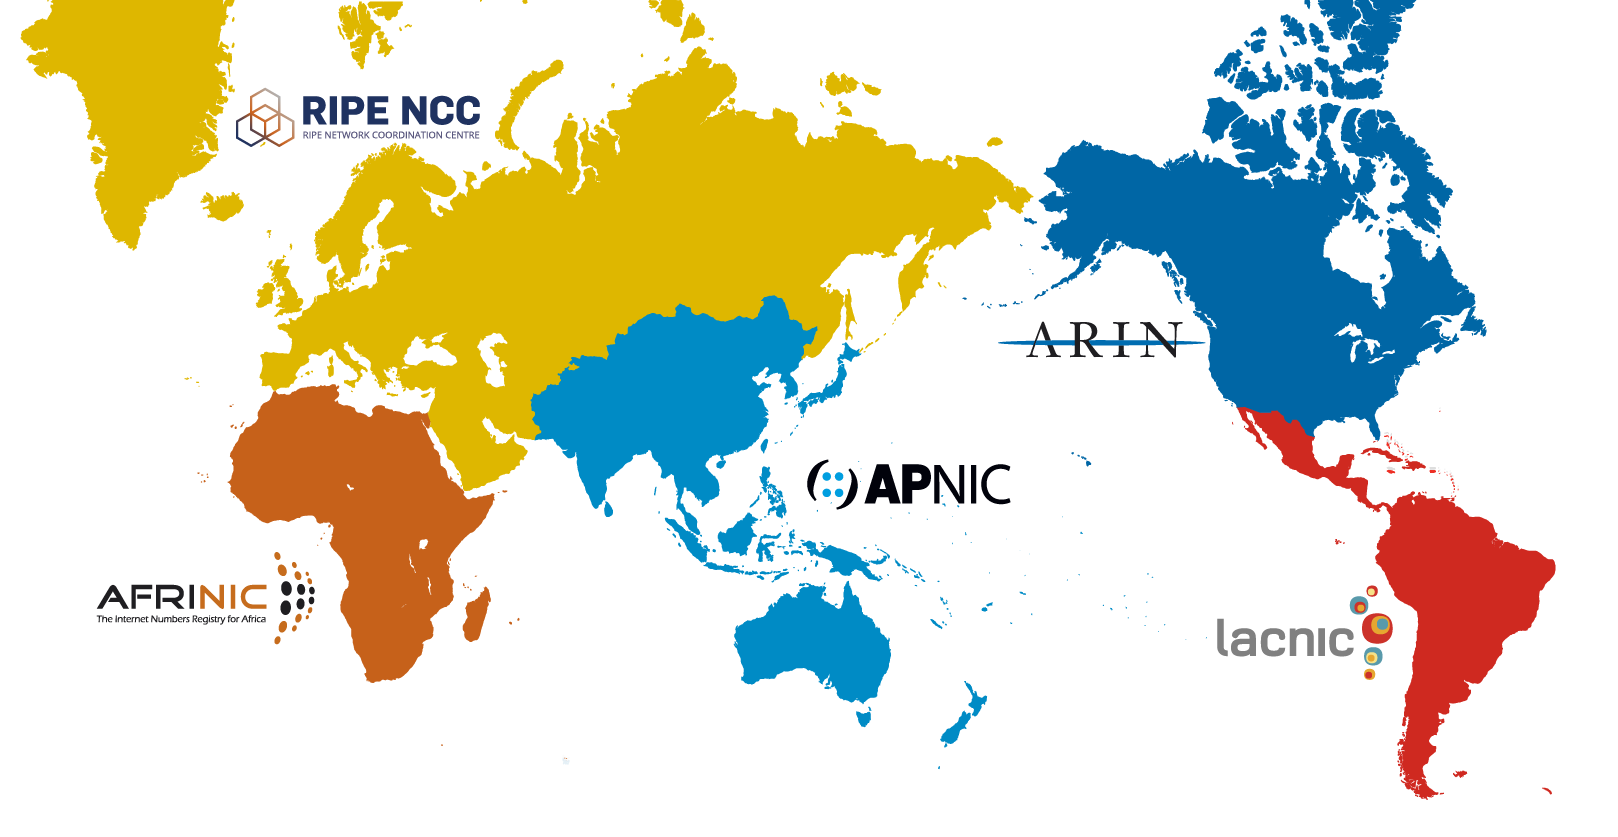 RIPE NCC
RIPE NETWORK COORDINATION CENTRE
ARIN
APNIC
AFRINIC
The Internet Numbers Registry for Africa
lacnic